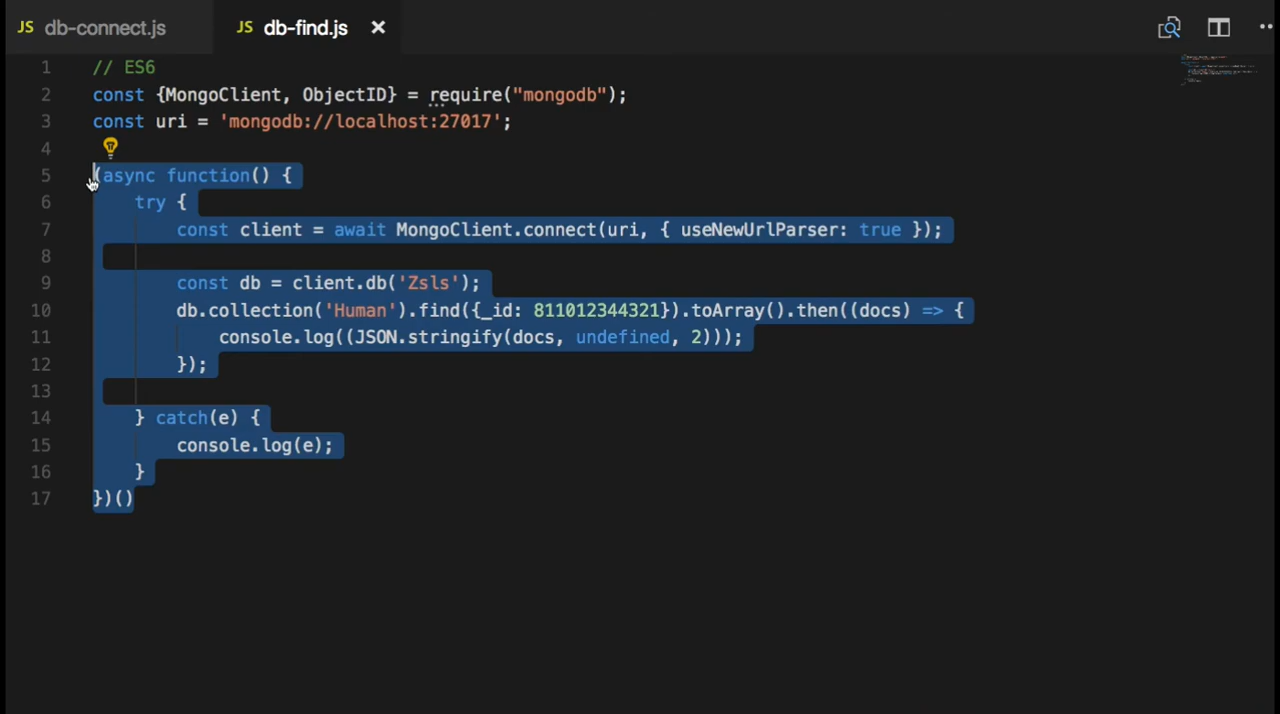 JS db-connect.js JS db-find.js
1 // ES6
2 const {MongoClient, ObjectID} = require("mongodb");
3 const uri = 'mongodb://localhost:27017';
4
5 (async function() {
6 try {
7 const client = await MongoClient.connect(uri, { useNewUrlParser: true });
8
9 const db = client.db('Zsls');
10 db.collection('Human').find({_id: 811012344321}).toArray().then((docs) => {
11 console.log((JSON.stringify(docs, undefined, 2)));
12 });
13
14 } catch(e) {
15 console.log(e);
16 }
17 })()